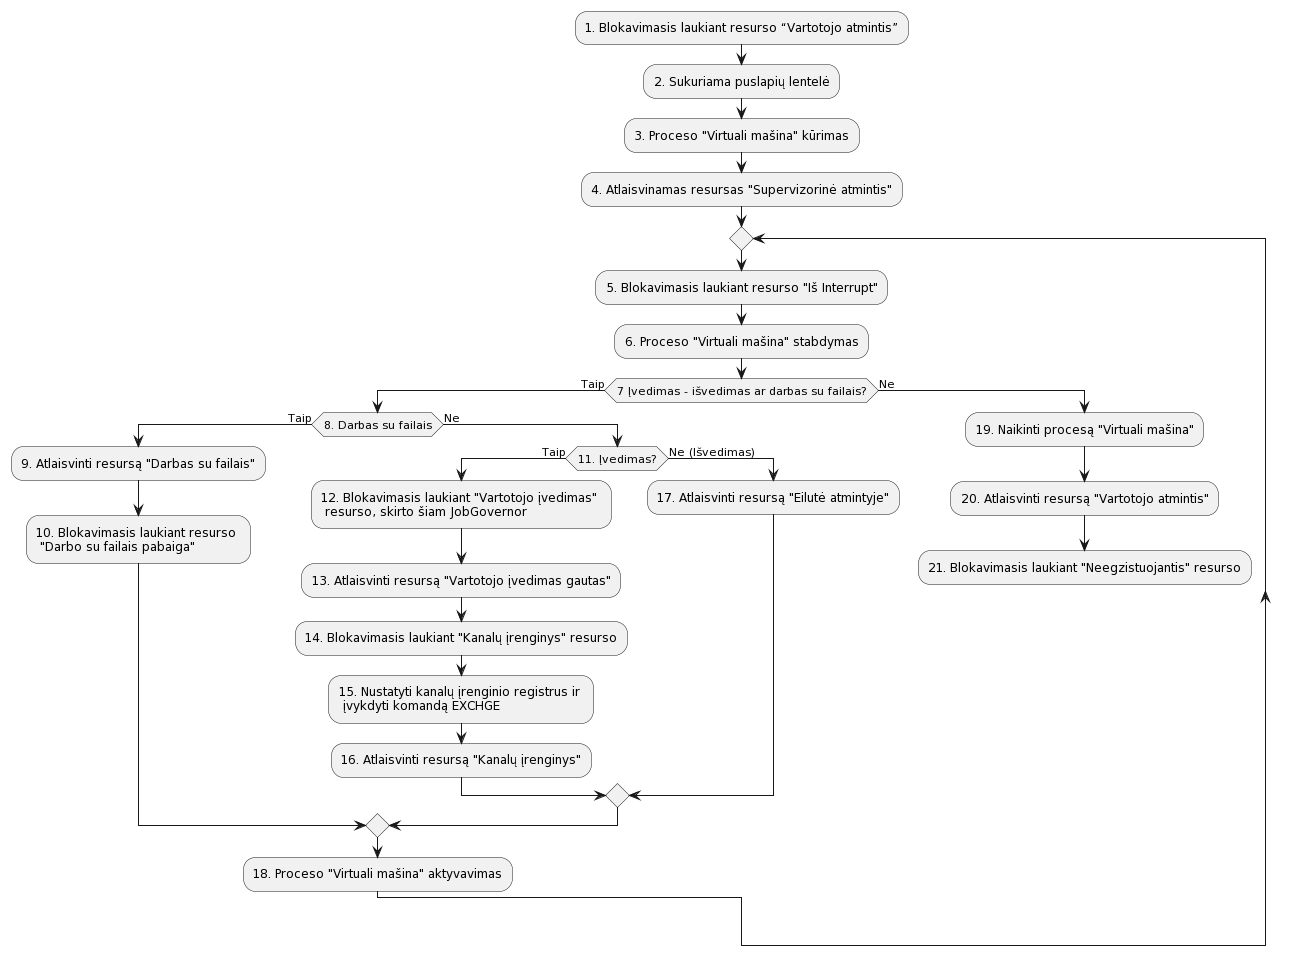 1. Blokavimasis laukiant resurso “Vartotojo atmintis”
2. Sukuriama puslapių lentelė
3. Proceso "Virtuali mašina" kūrimas
4. Atlaisvinamas resursas "Supervizorinė atmintis"
5. Blokavimasis laukiant resurso "Iš Interrupt"
6. Proceso "Virtuali mašina" stabdymas
Taip
7 Įvedimas - išvedimas ar darbas su failais?
Ne
Taip
8. Darbas su failais
Ne
9. Atlaisvinti resursą "Darbas su failais"
10. Blokavimasis laukiant resurso
"Darbo su failais pabaiga"
Taip
11. Įvedimas?
Ne (Išvedimas)
12. Blokavimasis laukiant "Vartotojo įvedimas"
resurso, skirto šiam JobGovernor
13. Atlaisvinti resursą "Vartotojo įvedimas gautas"
14. Blokavimasis laukiant "Kanalų įrenginys" resurso
15. Nustatyti kanalų įrenginio registrus ir
įvykdyti komandą EXCHGE
16. Atlaisvinti resursą "Kanalų įrenginys"
17. Atlaisvinti resursą "Eilutė atmintyje"
18. Proceso "Virtuali mašina" aktyvavimas
19. Naikinti procesą "Virtuali mašina"
20. Atlaisvinti resursą "Vartotojo atmintis"
21. Blokavimasis laukiant "Neegzistuojantis" resurso